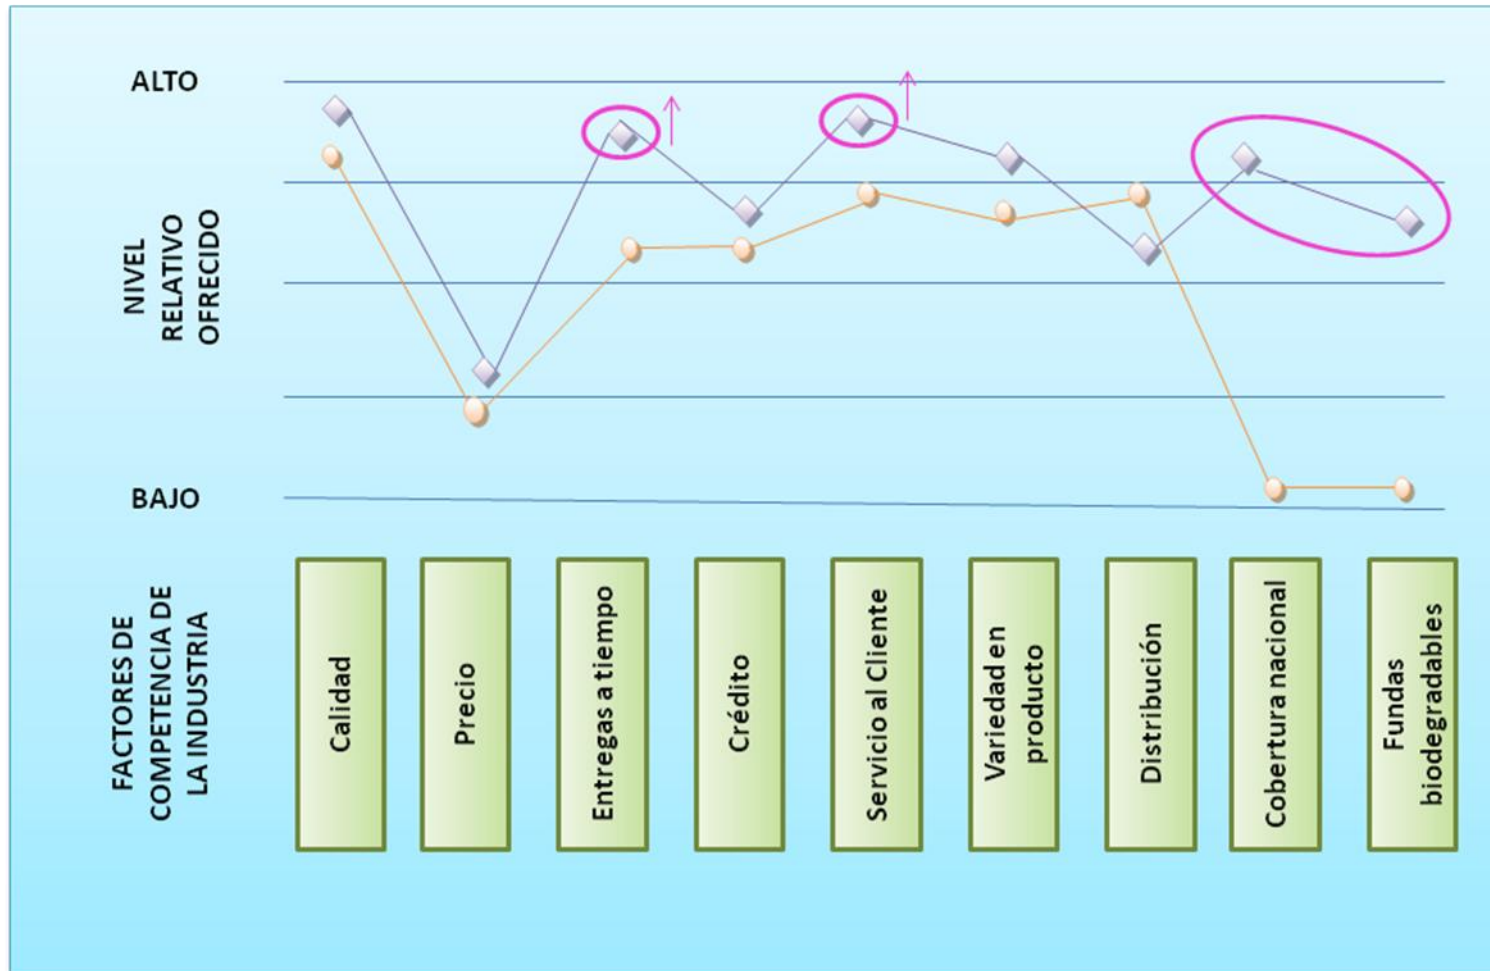 ALTO
NIVEL
RELATIVO
OFRECIDO
BAJO
FACTORES DE
COMPETENCIA DE
LA INDUSTRIA
Calidad
Precio
Entregas a tiempo
Crédito
Servicio al Cliente
Variedad en
producto
Distribución
Cobertura nacional
Fundas
biodegradables